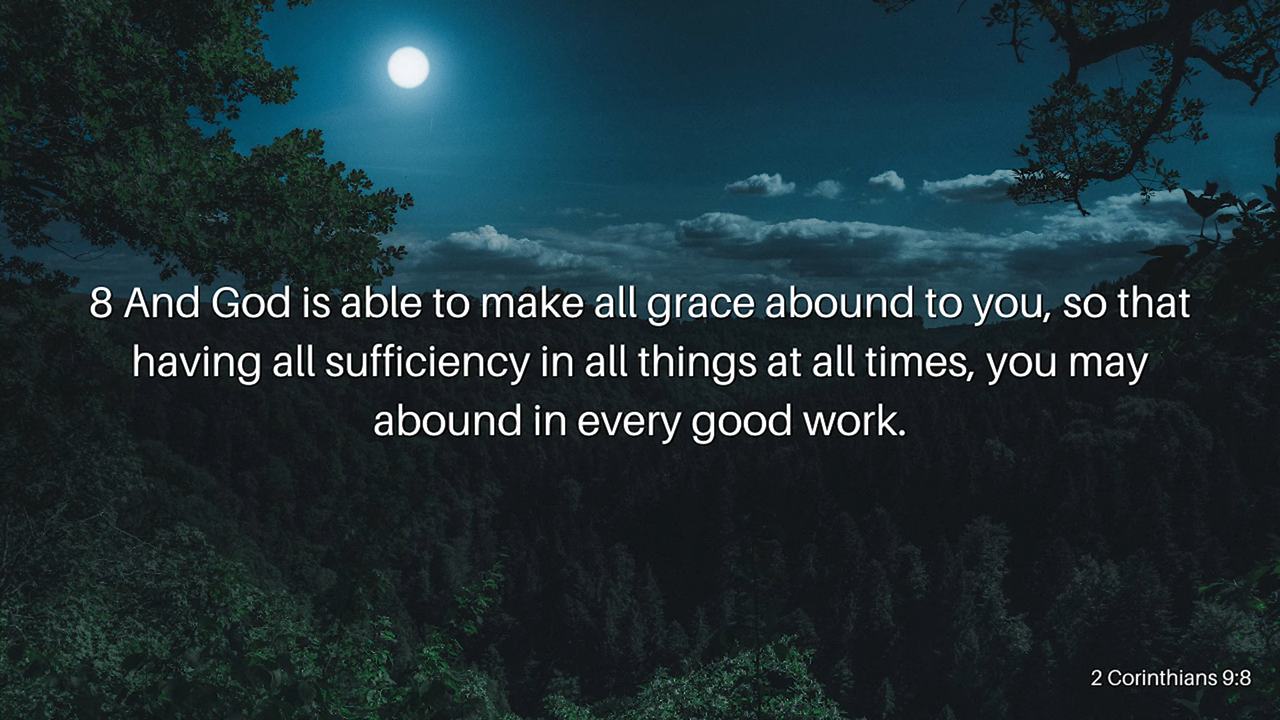 8 And God is able to make all grace abound to you, so that
having all sufficiency in all things at all times, you may
abound in every good work.
2 Corinthians 9:8